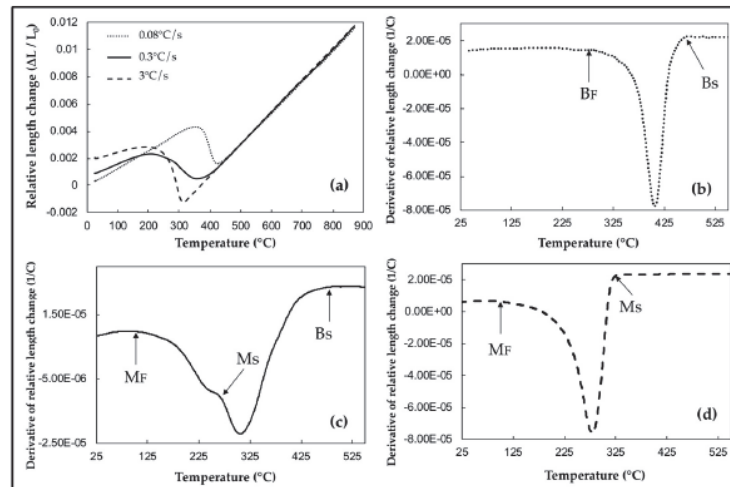 0.012
0.01
0.008
0.006
0.004
0.002
0
-0.002
0 100 200 300 400 500 600 700 800 900
Relative length change (ΔL / L₀)
Temperature (°C)
0.08°C/s
0.3°C/s
3°C/s
(a)
2.00E-05
0.00E+00
-2.00E-05
-4.00E-05
-6.00E-05
-8.00E-05
25 125 225 325 425 525
Derivative of relative length change (1/C)
Temperature (°C)
BF
BS
(b)
1.50E-05
-5.00E-06
-2.50E-05
25 125 225 325 425 525
Derivative of relative length change (1/C)
Temperature (°C)
MF
MS
BS
(c)
2.00E-05
0.00E+00
-2.00E-05
-4.00E-05
-6.00E-05
-8.00E-05
25 125 225 325 425 525
Derivative of relative length change (1/C)
Temperature (°C)
MF
MS
(d)